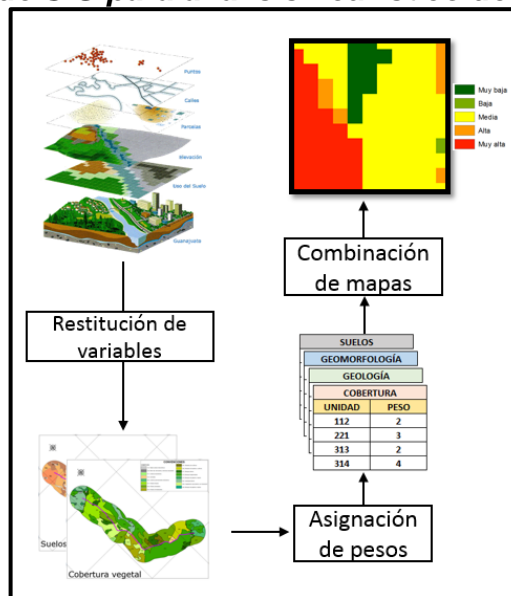 Puntos
Calles
Parcelas
Elevación
Uso del Suelo
Guanajuato
Restitución de
variables
Suelos
Cobertura vegetal
Asignación
de pesos
SUELOS
GEOMORFOLOGÍA
GEOLOGÍA
COBERTURA
UNIDAD PESO
112 2
221 3
313 2
314 4
Combinación
de mapas
Muy baja
Baja
Media
Alta
Muy alta